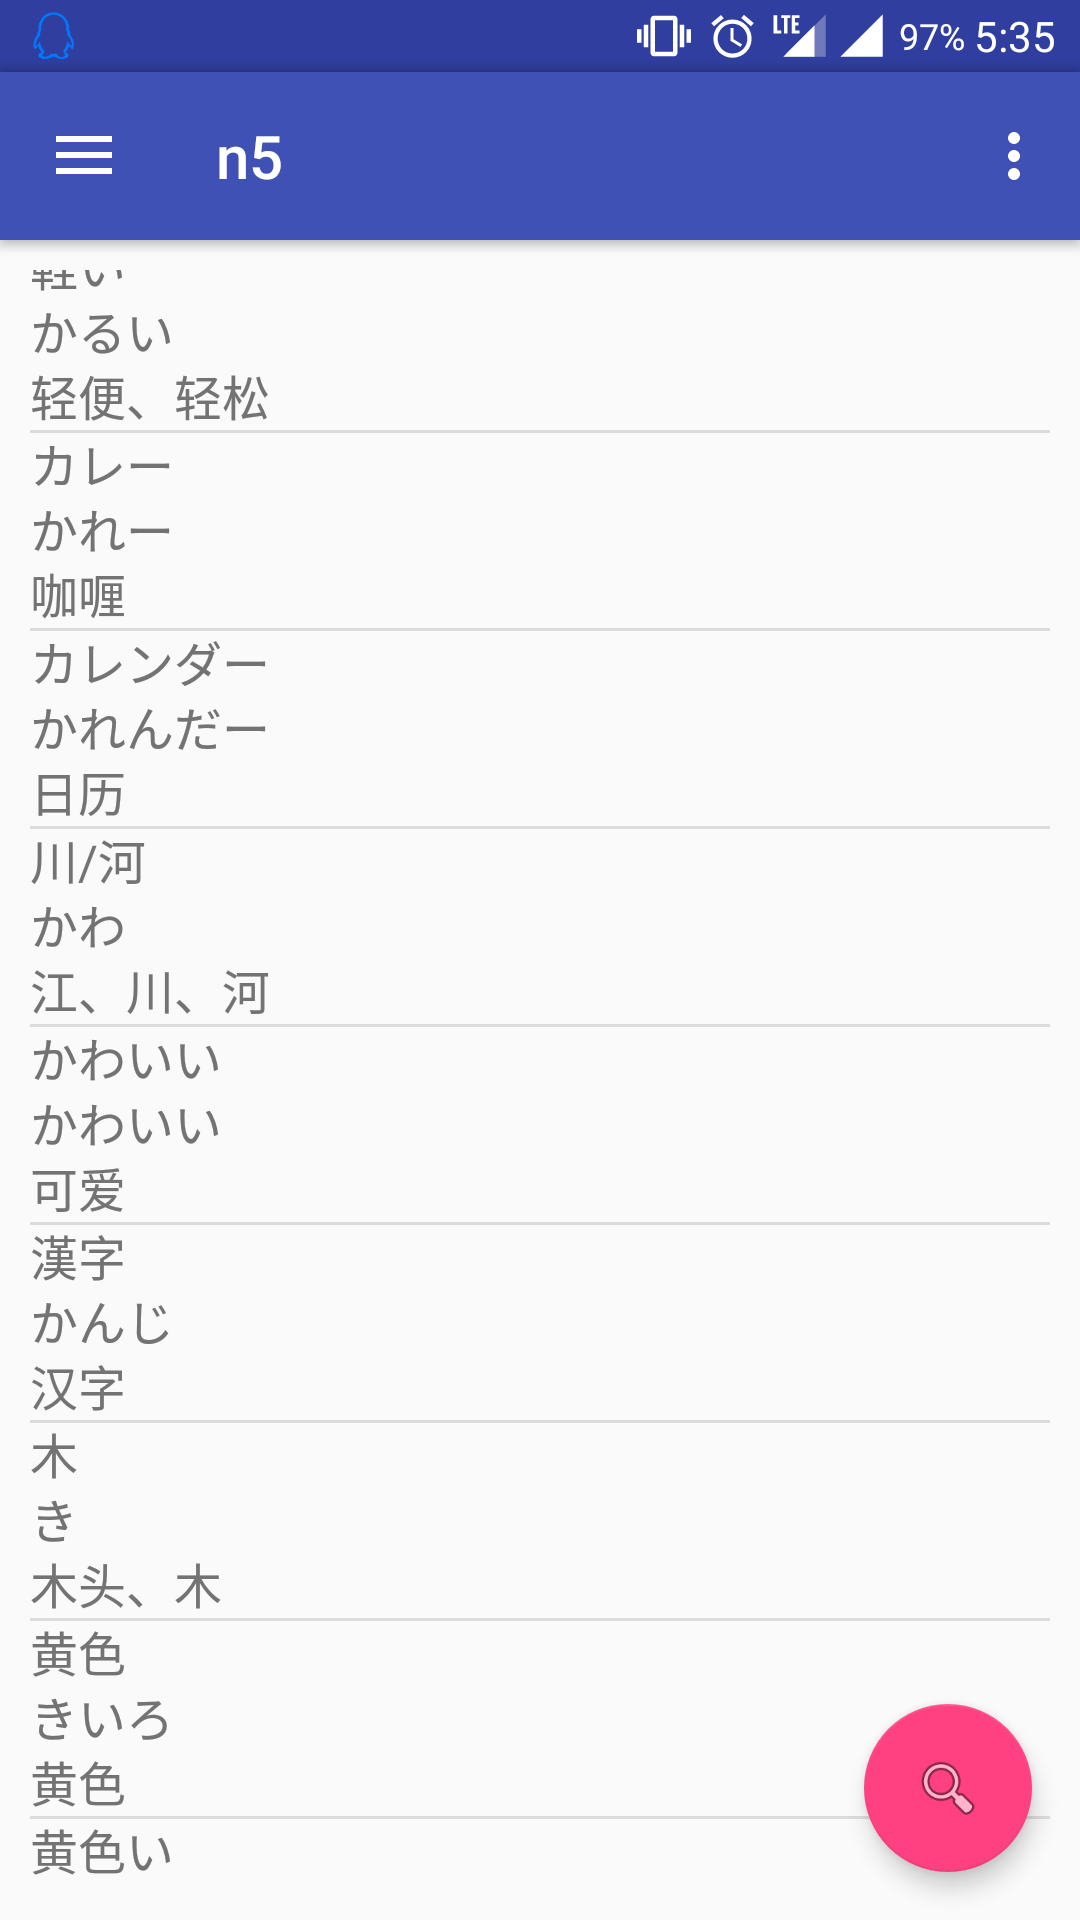 LTE 97% 5:35
n5
軽い
かるい
轻便、轻松
カレー
かれー
咖喱
カレンダー
かれんだー
日历
川/河
かわ
江、川、河
かわいい
かわいい
可爱
漢字
かんじ
汉字
木
き
木头、木
黄色
きいろ
黄色
黄色い